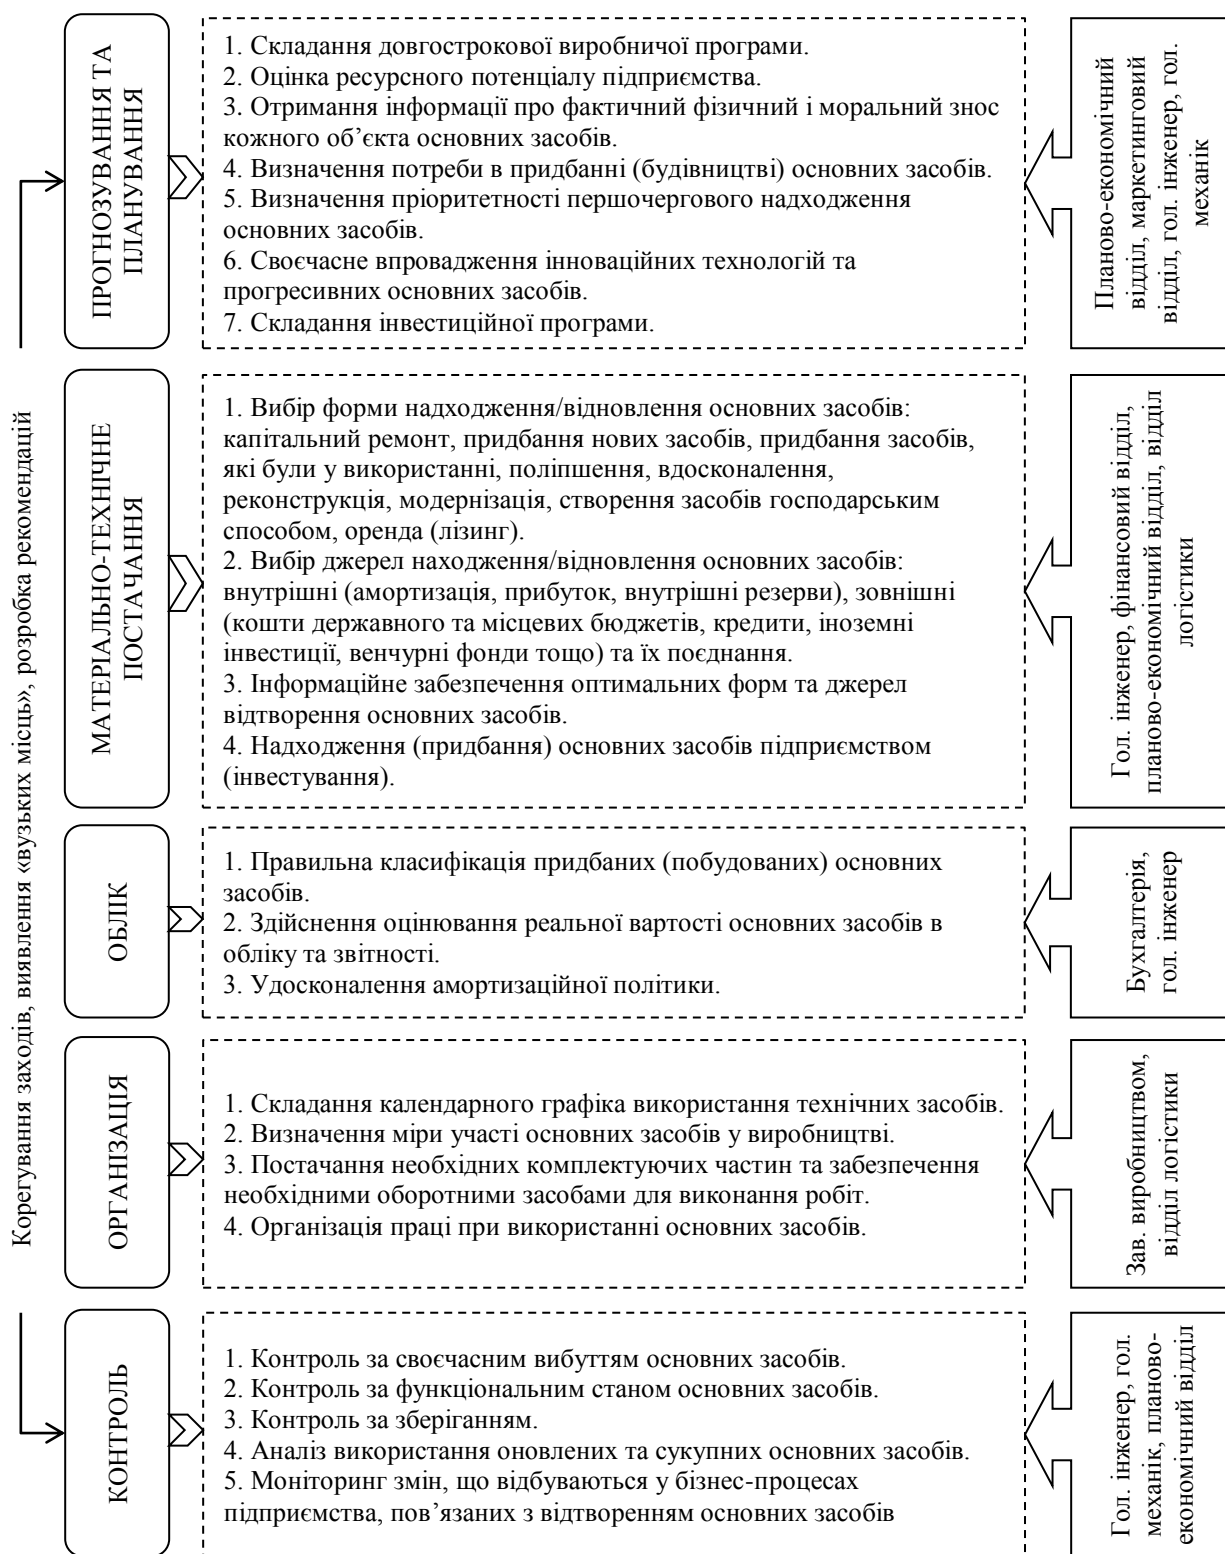 Корегування заходів, виявлення «вузьких місць», розробка рекомендацій
ПРОГНОЗУВАННЯ ТА
ПЛАНУВАННЯ
1. Складання довгострокової виробничої програми.
2. Оцінка ресурсного потенціалу підприємства.
3. Отримання інформації про фактичний фізичний і моральний знос
кожного об’єкта основних засобів.
4. Визначення потреби в придбанні (будівництві) основних засобів.
5. Визначення пріоритетності першочергового надходження
основних засобів.
6. Своєчасне впровадження інноваційних технологій та
прогресивних основних засобів.
7. Складання інвестиційної програми.
Планово-економічний
відділ, маркетинговий
відділ, гол. інженер, гол.
механік
МАТЕРІАЛЬНО-ТЕХНІЧНЕ
ПОСТАЧАННЯ
1. Вибір форми надходження/відновлення основних засобів:
капітальний ремонт, придбання нових засобів, придбання засобів,
які були у використанні, поліпшення, вдосконалення,
реконструкція, модернізація, створення засобів господарським
способом, оренда (лізинг).
2. Вибір джерел находження/відновлення основних засобів:
внутрішні (амортизація, прибуток, внутрішні резерви), зовнішні
(кошти державного та місцевих бюджетів, кредити, іноземні
інвестиції, венчурні фонди тощо) та їх поєднання.
3. Інформаційне забезпечення оптимальних форм та джерел
відтворення основних засобів.
4. Надходження (придбання) основних засобів підприємством
(інвестування).
Гол. інженер, фінансовий відділ,
планово-економічний відділ, відділ
логістики
ОБЛІК
1. Правильна класифікація придбаних (побудованих) основних
засобів.
2. Здійснення оцінювання реальної вартості основних засобів в
обліку та звітності.
3. Удосконалення амортизаційної політики.
Бухгалтерія,
гол. інженер
ОРГАНІЗАЦІЯ
1. Складання календарного графіка використання технічних засобів.
2. Визначення міри участі основних засобів у виробництві.
3. Постачання необхідних комплектуючих частин та забезпечення
необхідними оборотними засобами для виконання робіт.
4. Організація праці при використанні основних засобів.
Зав. виробництвом,
відділ логістики
КОНТРОЛЬ
1. Контроль за своєчасним вибуттям основних засобів.
2. Контроль за функціональним станом основних засобів.
3. Контроль за зберіганням.
4. Аналіз використання оновлених та сукупних основних засобів.
5. Моніторинг змін, що відбуваються у бізнес-процесах
підприємства, пов’язаних з відтворенням основних засобів
Гол. інженер, гол.
механік, планово-
економічний відділ